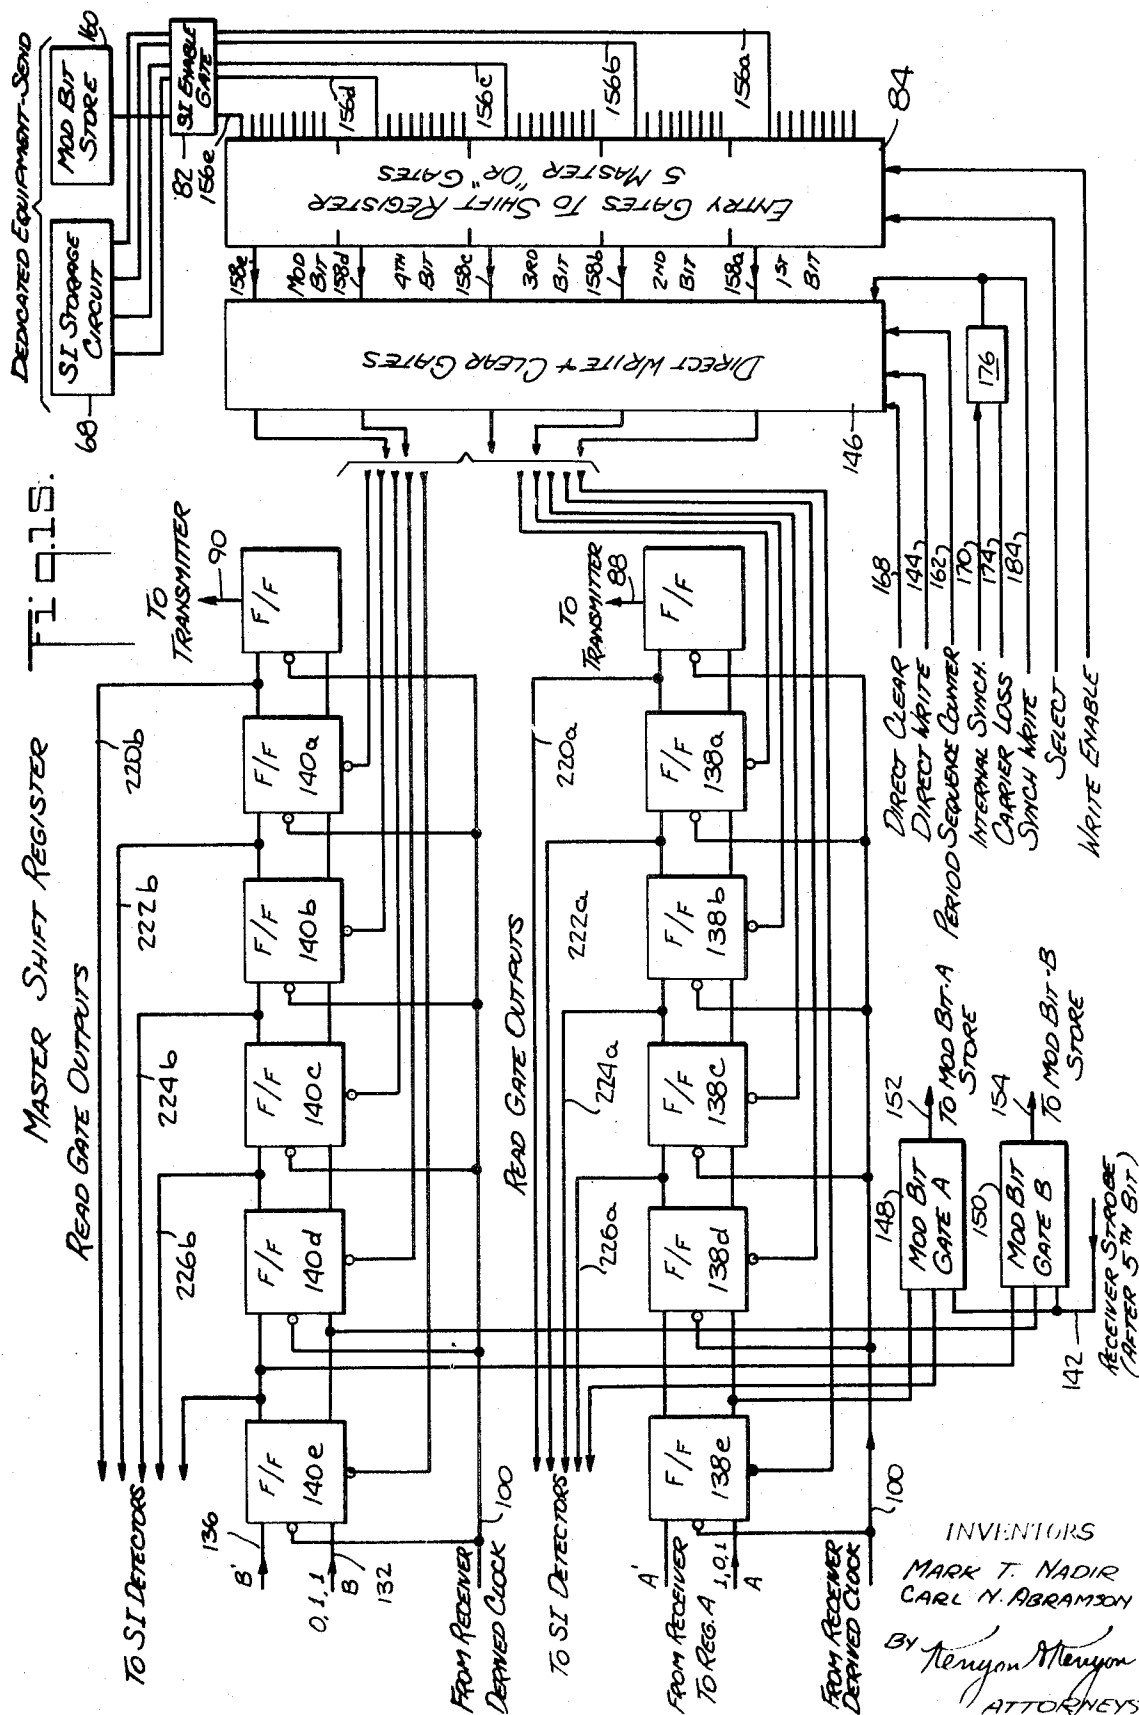 Fig.15.
MASTER SHIFT REGISTER
READ GATE OUTPUTS
TO SI DETECTORS
226b
224b
222b
220b
TO
TRANSMITTER
90
136
B'
0,1,1
B
132
F/F
140e
F/F
140d
F/F
140c
F/F
140b
F/F
140a
F/F
FROM RECEIVER
DERIVED CLOCK
100
READ GATE OUTPUTS
TO SI DETECTORS
226a
224a
222a
220a
TO
TRANSMITTER
88
A'
FROM RECEIVER
TO REG. A
1,0,1
A
F/F
138e
F/F
138d
F/F
138c
F/F
138b
F/F
138a
F/F
FROM RECEIVER
DERIVED CLOCK
100
148
MOD BIT
GATE A
152
TO MOD BIT-A
STORE
150
MOD BIT
GATE B
154
TO MOD BIT-B
STORE
142
RECEIVER STROBE
(AFTER 5TH BIT)
DEDICATED EQUIPMENT-SEND
68
SI STORAGE
CIRCUIT
MOD BIT
STORE
160
82
SI ENABLE
GATE
156e
156d
156c
156b
156a
ENTRY GATES TO SHIFT REGISTER
5 MASTER "OR" GATES
84
158e
MOD
BIT
158d
4TH
BIT
158c
3RD
BIT
158b
2ND
BIT
158a
1ST
BIT
DIRECT WRITE + CLEAR GATES
146
DIRECT CLEAR
168
DIRECT WRITE
144
PERIOD SEQUENCE COUNTER
162
INTERNAL SYNCH.
170
CARRIER LOSS
174
176
SYNCH WRITE
184
SELECT
WRITE ENABLE
INVENTORS
MARK T. NADIR
CARL N. ABRAMSON
BY Kenyon & Kenyon
ATTORNEYS